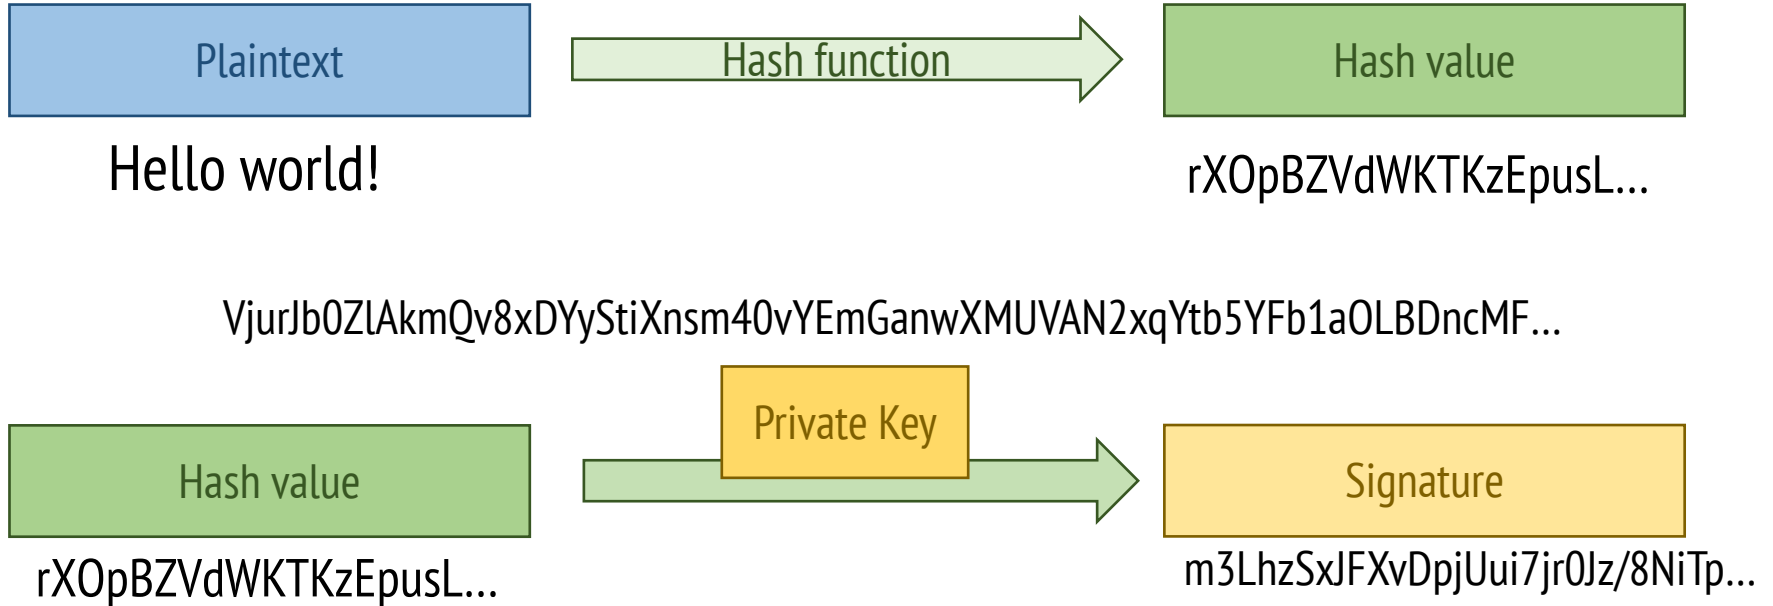 Plaintext
Hash function
Hash value
Hello world!
rXOpBZVdWKTKzEpusL...
VjurJb0ZlAkmQv8xDYyStiXnsm40vYEmGanwXMUVAN2xqYtb5YFb1aOLBDncMF...
Private Key
Hash value
Signature
rXOpBZVdWKTKzEpusL...
m3LhzSxJFXvDpjUui7jr0Jz/8NiTp...